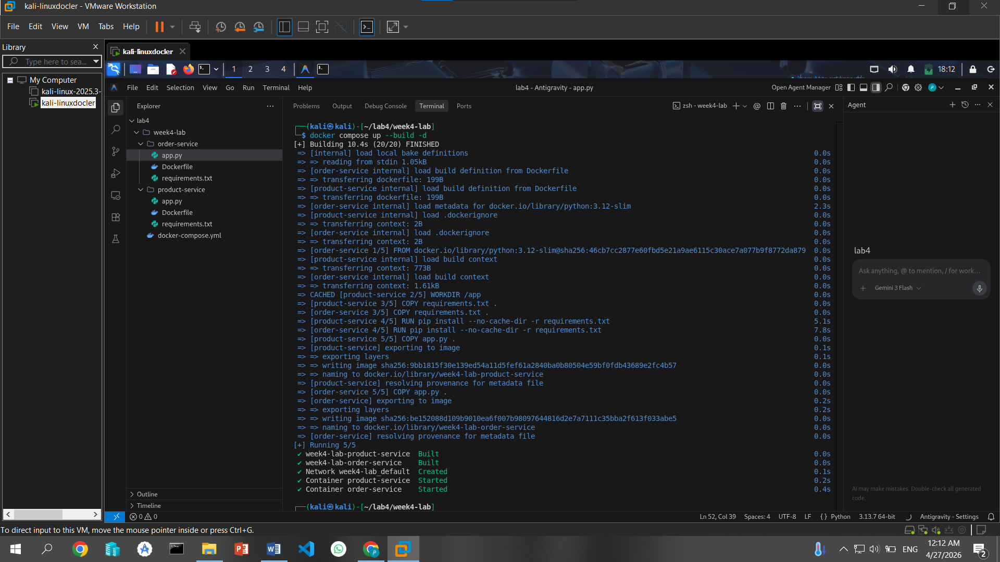 kali-linuxdocler - VMware Workstation
File Edit View VM Tabs Help
Library
Type here to sea...
My Computer
kali-linux-2025.3-
kali-linuxdocler
kali-linuxdocler
1 2 3 4
18:12
File Edit Selection View Go Run Terminal Help
lab4 - Antigravity - app.py
Open Agent Manager
Explorer
lab4
week4-lab
order-service
app.py
Dockerfile
requirements.txt
product-service
app.py
Dockerfile
requirements.txt
docker-compose.yml
Outline
Timeline
Problems Output Debug Console Terminal Ports
zsh - week4-lab
(kali㉿kali)-[~/lab4/week4-lab]
$ docker compose up --build -d
[+] Building 10.4s (20/20) FINISHED
=> [internal] load local bake definitions 0.0s
=> => reading from stdin 1.05kB 0.0s
=> [order-service internal] load build definition from Dockerfile 0.0s
=> => transferring dockerfile: 199B 0.0s
=> [product-service internal] load build definition from Dockerfile 0.0s
=> => transferring dockerfile: 199B 0.0s
=> [order-service internal] load metadata for docker.io/library/python:3.12-slim 2.3s
=> [product-service internal] load .dockerignore 0.0s
=> => transferring context: 2B 0.0s
=> [order-service internal] load .dockerignore 0.0s
=> => transferring context: 2B 0.0s
=> [order-service 1/5] FROM docker.io/library/python:3.12-slim@sha256:46cb7cc2877e60fbd5e21a9ae6115c30ace7a077b9f8772da879 0.0s
=> [product-service internal] load build context 0.0s
=> => transferring context: 773B 0.0s
=> [order-service internal] load build context 0.0s
=> => transferring context: 1.61kB 0.0s
=> CACHED [product-service 2/5] WORKDIR /app 0.0s
=> [product-service 3/5] COPY requirements.txt . 0.0s
=> [order-service 3/5] COPY requirements.txt . 0.0s
=> [product-service 4/5] RUN pip install --no-cache-dir -r requirements.txt 5.1s
=> [order-service 4/5] RUN pip install --no-cache-dir -r requirements.txt 7.8s
=> [product-service 5/5] COPY app.py . 0.0s
=> [product-service] exporting to image 0.1s
=> => exporting layers 0.1s
=> => writing image sha256:9bb1815f30e139ed54a11d5fef61a2840ba0b80504e59bf0fdb43689e2fc4b57 0.0s
=> => naming to docker.io/library/week4-lab-product-service 0.0s
=> [product-service] resolving provenance for metadata file 0.0s
=> [order-service 5/5] COPY app.py . 0.0s
=> [order-service] exporting to image 0.2s
=> => exporting layers 0.2s
=> => writing image sha256:be152088d109b9010ea6f007b98097644816d2e7a7111c35bba2f613f033abe5 0.0s
=> => naming to docker.io/library/week4-lab-order-service 0.0s
=> [order-service] resolving provenance for metadata file 0.0s
[+] Running 5/5
✔ week4-lab-product-service Built 0.0s
✔ week4-lab-order-service Built 0.0s
✔ Network week4-lab_default Created 0.1s
✔ Container product-service Started 0.2s
✔ Container order-service Started 0.4s
(kali㉿kali)-[~/lab4/week4-lab]
Agent
lab4
Ask anything, @ to mention, / for work...
Gemini 3 Flash
AI may make mistakes. Double-check all generated
code.
0 0
Ln 52, Col 39 Spaces: 4 UTF-8 LF {} Python 3.13.7 64-bit Antigravity - Settings
To direct input to this VM, move the mouse pointer inside or press Ctrl+G.
ENG
12:12 AM
4/27/2026
2